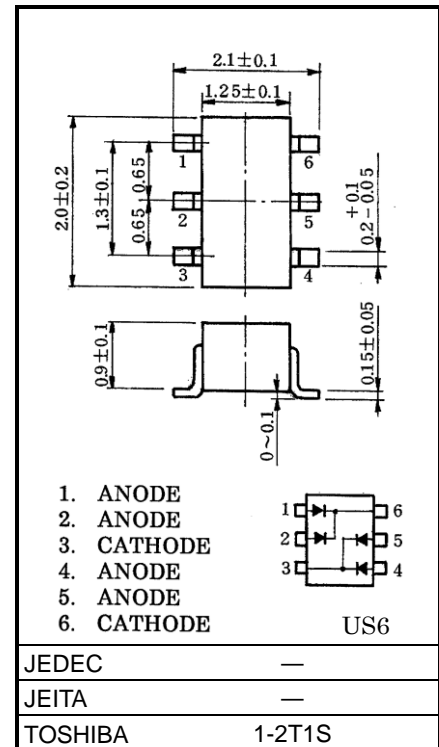 2.1±0.1
1.25±0.1
2.0±0.2
1.3±0.1
0.65
0.65
1
6
2
5
3
4
+0.1
0.2-0.05
0.9±0.1
0.15±0.05
0~0.1
1. ANODE
2. ANODE
3. CATHODE
4. ANODE
5. ANODE
6. CATHODE
1
6
2
5
3
4
US6
JEDEC —
JEITA —
TOSHIBA 1-2T1S